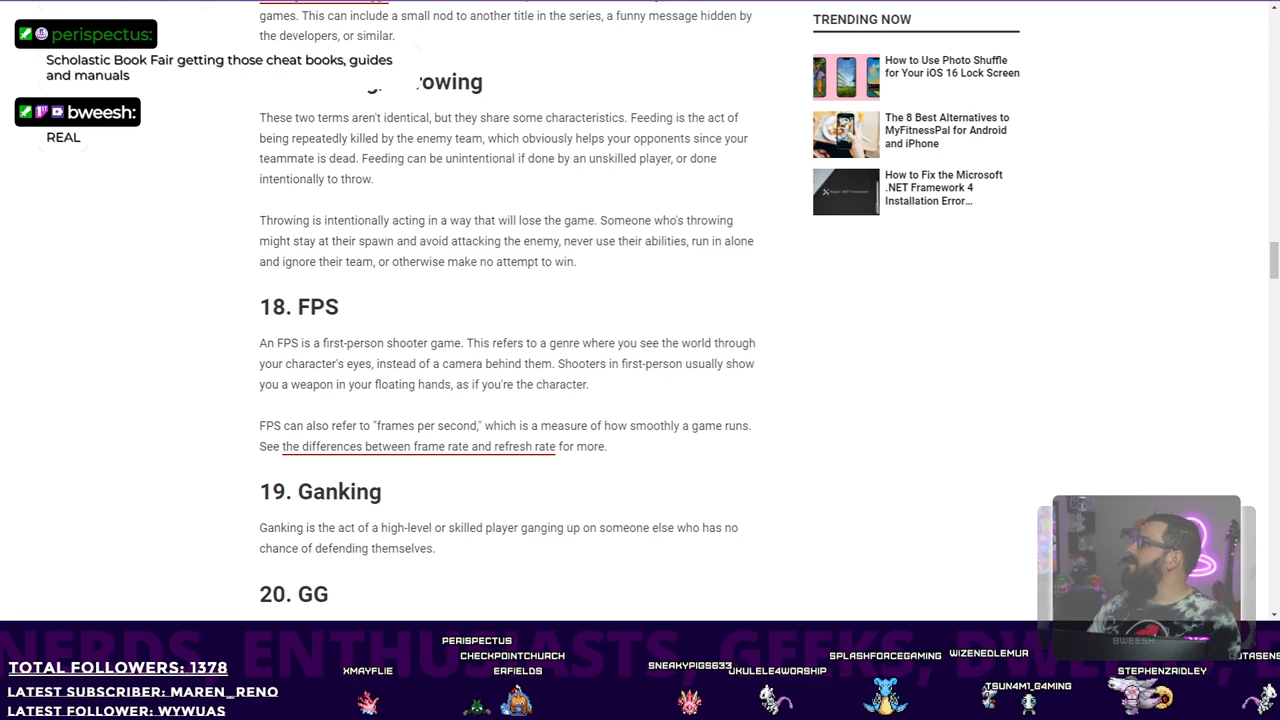 perispectus:
Scholastic Book Fair getting those cheat books, guides
and manuals
bweesh:
REAL
games. This can include a small nod to another title in the series, a funny message hidden by
the developers, or similar.
rowing
These two terms aren't identical, but they share some characteristics. Feeding is the act of
being repeatedly killed by the enemy team, which obviously helps your opponents since your
teammate is dead. Feeding can be unintentional if done by an unskilled player, or done
intentionally to throw.
Throwing is intentionally acting in a way that will lose the game. Someone who's throwing
might stay at their spawn and avoid attacking the enemy, never use their abilities, run in alone
and ignore their team, or otherwise make no attempt to win.
18. FPS
An FPS is a first-person shooter game. This refers to a genre where you see the world through
your character's eyes, instead of a camera behind them. Shooters in first-person usually show
you a weapon in your floating hands, as if you're the character.
FPS can also refer to "frames per second," which is a measure of how smoothly a game runs.
See the differences between frame rate and refresh rate for more.
19. Ganking
Ganking is the act of a high-level or skilled player ganging up on someone else who has no
chance of defending themselves.
20. GG
TRENDING NOW
How to Use Photo Shuffle
for Your iOS 16 Lock Screen
The 8 Best Alternatives to
MyFitnessPal for Android
and iPhone
How to Fix the Microsoft
.NET Framework 4
Installation Error...
NERDS, ENTHUSIASTS, GEEKS, DWEEBS
TOTAL FOLLOWERS: 1378
LATEST SUBSCRIBER: MAREN_RENO
LATEST FOLLOWER: WYWUAS
XMAYFLIE
PERISPECTUS
CHECKPOINTCHURCH
ERFIELDS
SNEAKYPIGS633
UKULELE4WORSHIP
SPLASHFORCEGAMING
WIZENEDLEMUR
TSUN4M1_G4MING
BWEESH
STEPHENZRIDLEY